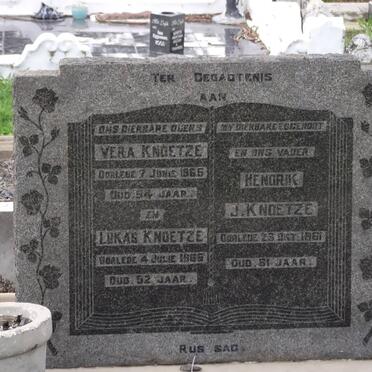 TER GEDAGTENIS
AAN
ONS DIERBARE OUERS
VERA KNOETZE
OORLEDE 7 JUNIE 1965
OUD 54 JAAR.
EN
LUKAS KNOETZE
OORLEDE 4 JULIE 1965
OUD 52 JAAR.
MY DIERBARE EGGENOOT
EN ONS VADER.
HENDRIK
J. KNOETZE
OORLEDE 25 OKT. 1961
OUD 51 JAAR.
RUS SAG.